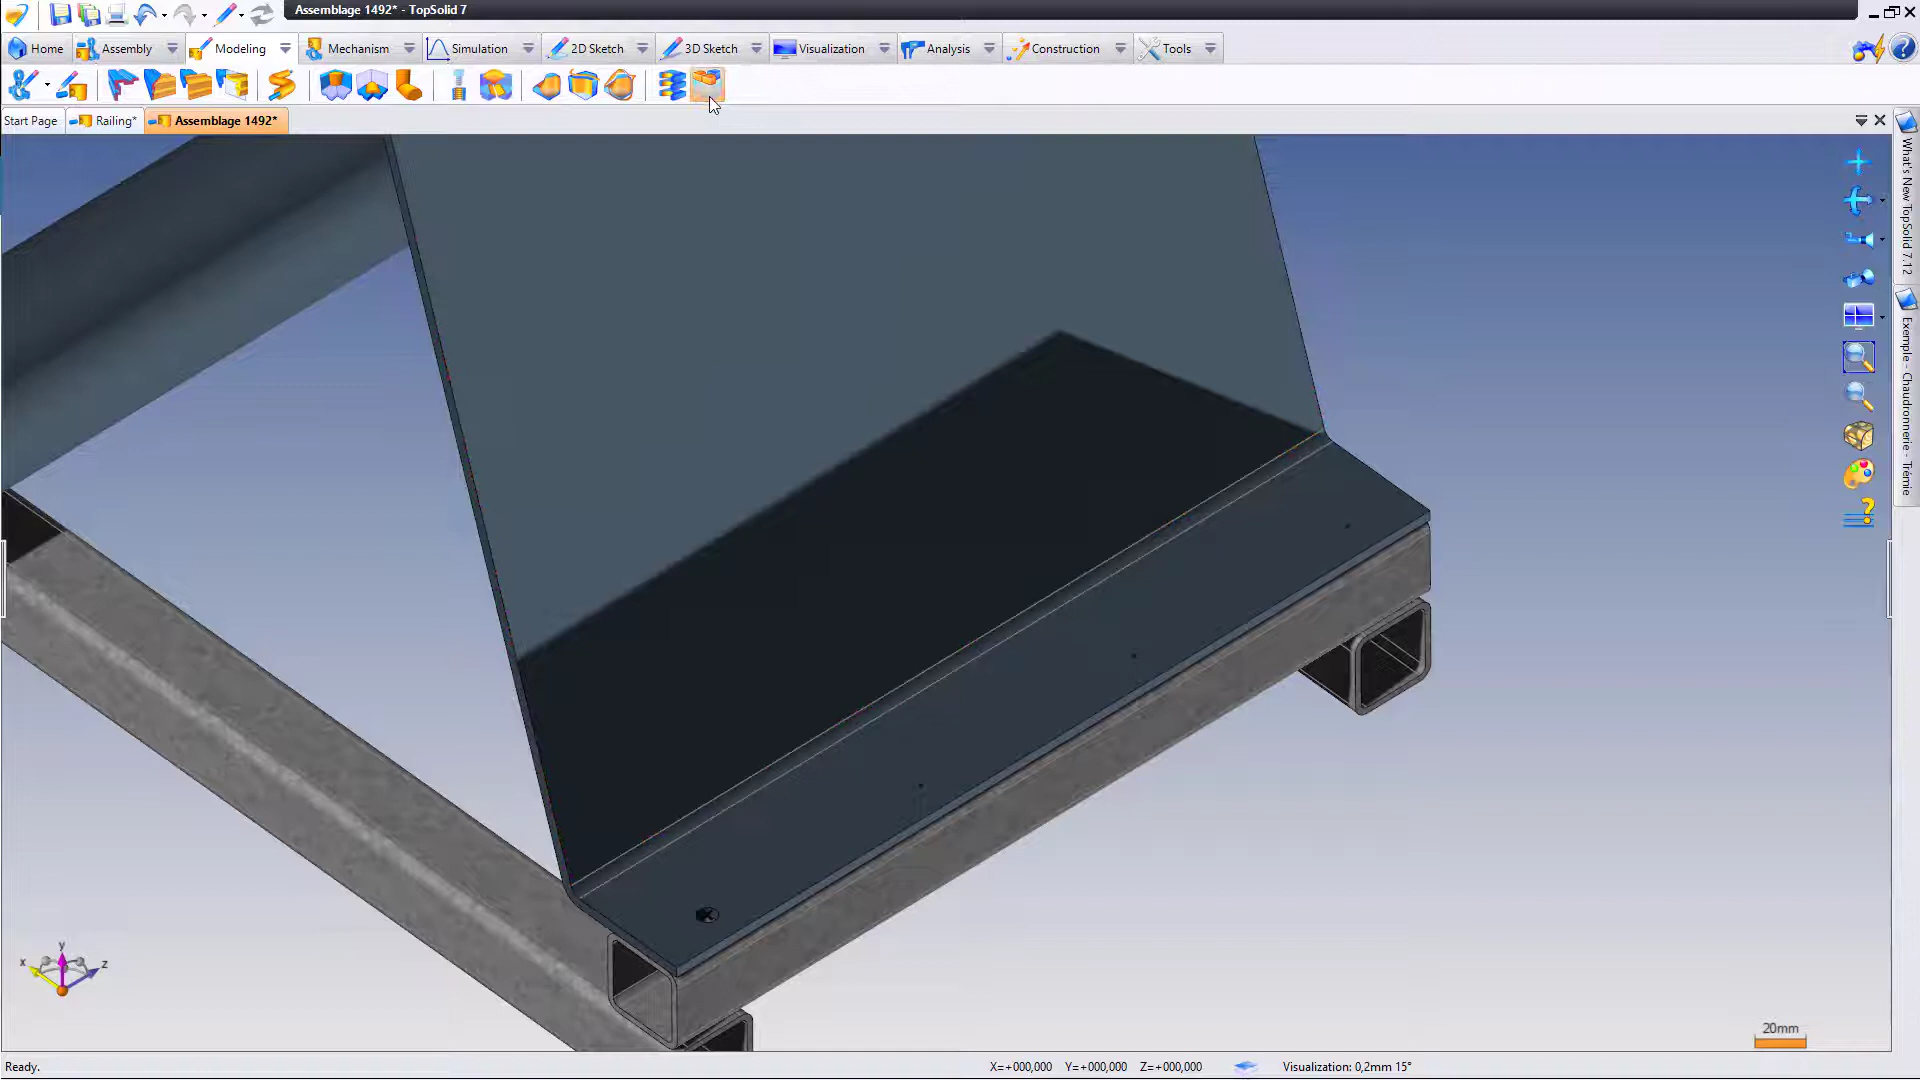 Assemblage 1492* - TopSolid 7
Home
Assembly
Modeling
Mechanism
Simulation
2D Sketch
3D Sketch
Visualization
Analysis
Construction
Tools
Start Page
Railing*
Assemblage 1492*
What's New TopSolid 7.12
Exemple - Chaudronnerie - Trémie
x
y
z
20mm
Ready.
X=+000,000 Y=+000,000 Z=+000,000
Visualization: 0,2mm 15°